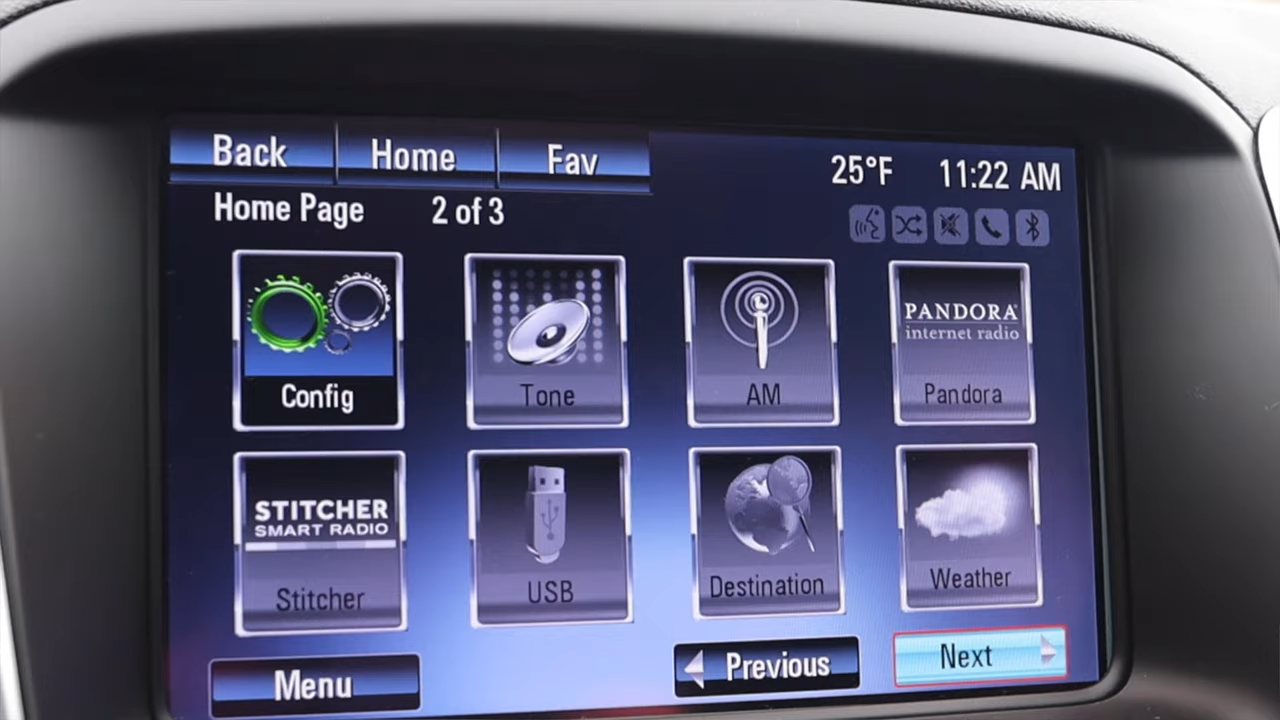 Back Home Fav
25°F 11:22 AM
Home Page 2 of 3
PANDORA®
internet radio
Config Tone AM Pandora
STITCHER
SMART RADIO
Stitcher USB Destination Weather
Menu Previous Next